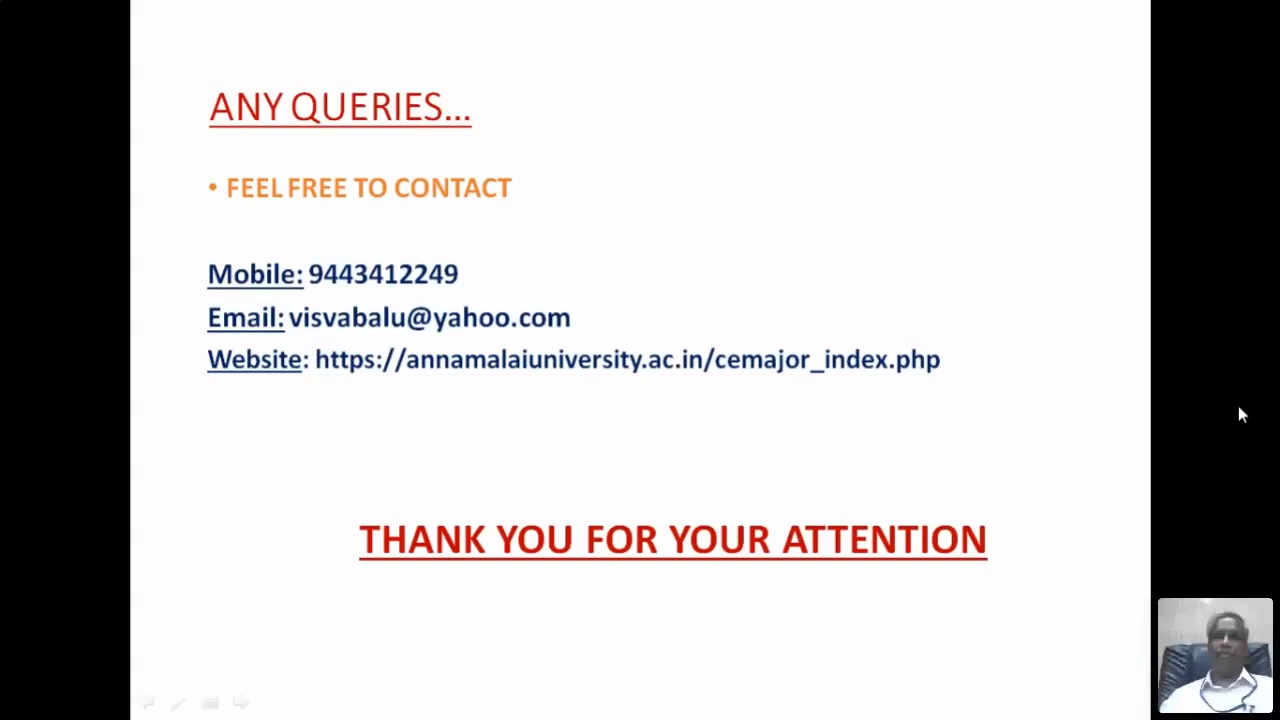 ANY QUERIES...
• FEEL FREE TO CONTACT
Mobile: 9443412249
Email: visvabalu@yahoo.com
Website: https://annamalaiuniversity.ac.in/cemajor_index.php
THANK YOU FOR YOUR ATTENTION